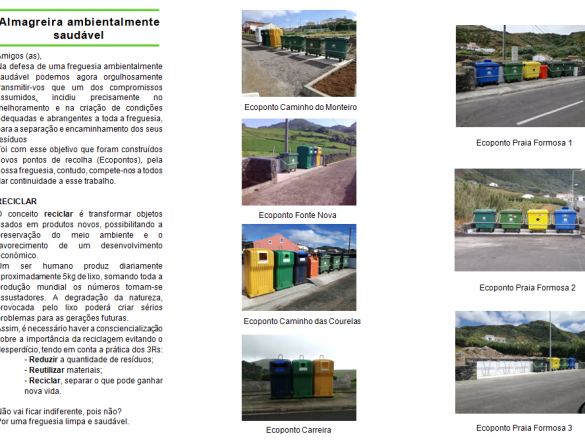 Almagreira ambientalmente
saudável
Amigos (as),
Na defesa de uma freguesia ambientalmente
saudável podemos agora orgulhosamente
transmitir-vos que um dos compromissos
assumidos, incidiu precisamente no
melhoramento e na criação de condições
adequadas e abrangentes a toda a freguesia,
para a separação e encaminhamento dos seus
resíduos
Foi com esse objetivo que foram construídos
novos pontos de recolha (Ecopontos), pela
nossa freguesia, contudo, compete-nos a todos
dar continuidade a esse trabalho.
RECICLAR
O conceito reciclar é transformar objetos
usados em produtos novos, possibilitando a
preservação do meio ambiente e o
favorecimento de um desenvolvimento
econômico.
Um ser humano produz diariamente
aproximadamente 5kg de lixo, somando toda a
produção mundial os números tornam-se
assustadores. A degradação da natureza,
provocada pelo lixo poderá criar sérios
problemas para as gerações futuras.
Assim, é necessário haver a consciencialização
sobre a importância da reciclagem evitando o
desperdício, tendo em conta a prática dos 3Rs:
- Reduzir a quantidade de resíduos;
- Reutilizar materiais;
- Reciclar, separar o que pode ganhar
nova vida.
Não vai ficar indiferente, pois não?
Por uma freguesia limpa e saudável.
Ecoponto Caminho do Monteiro
Ecoponto Fonte Nova
Ecoponto Caminho das Courelas
Ecoponto Carreira
Ecoponto Praia Formosa 1
Ecoponto Praia Formosa 2
Ecoponto Praia Formosa 3